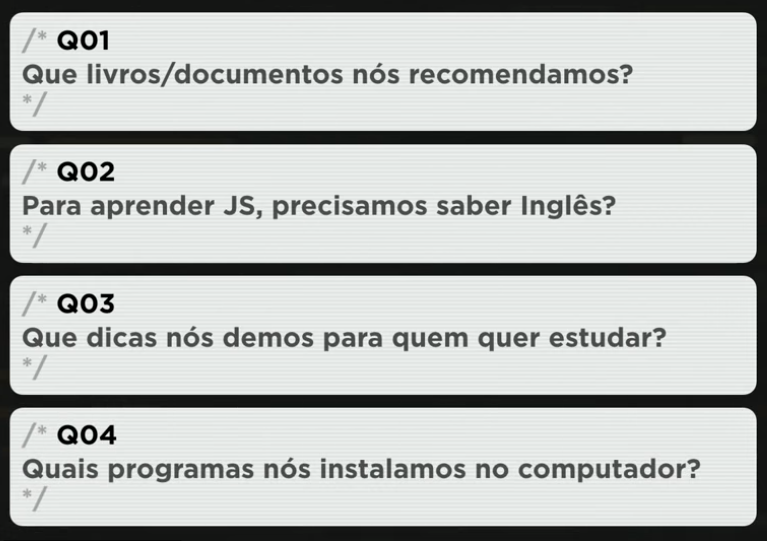 /* Q01
Que livros/documentos nós recomendamos?
*/
/* Q02
Para aprender JS, precisamos saber Inglês?
*/
/* Q03
Que dicas nós demos para quem quer estudar?
*/
/* Q04
Quais programas nós instalamos no computador?
*/